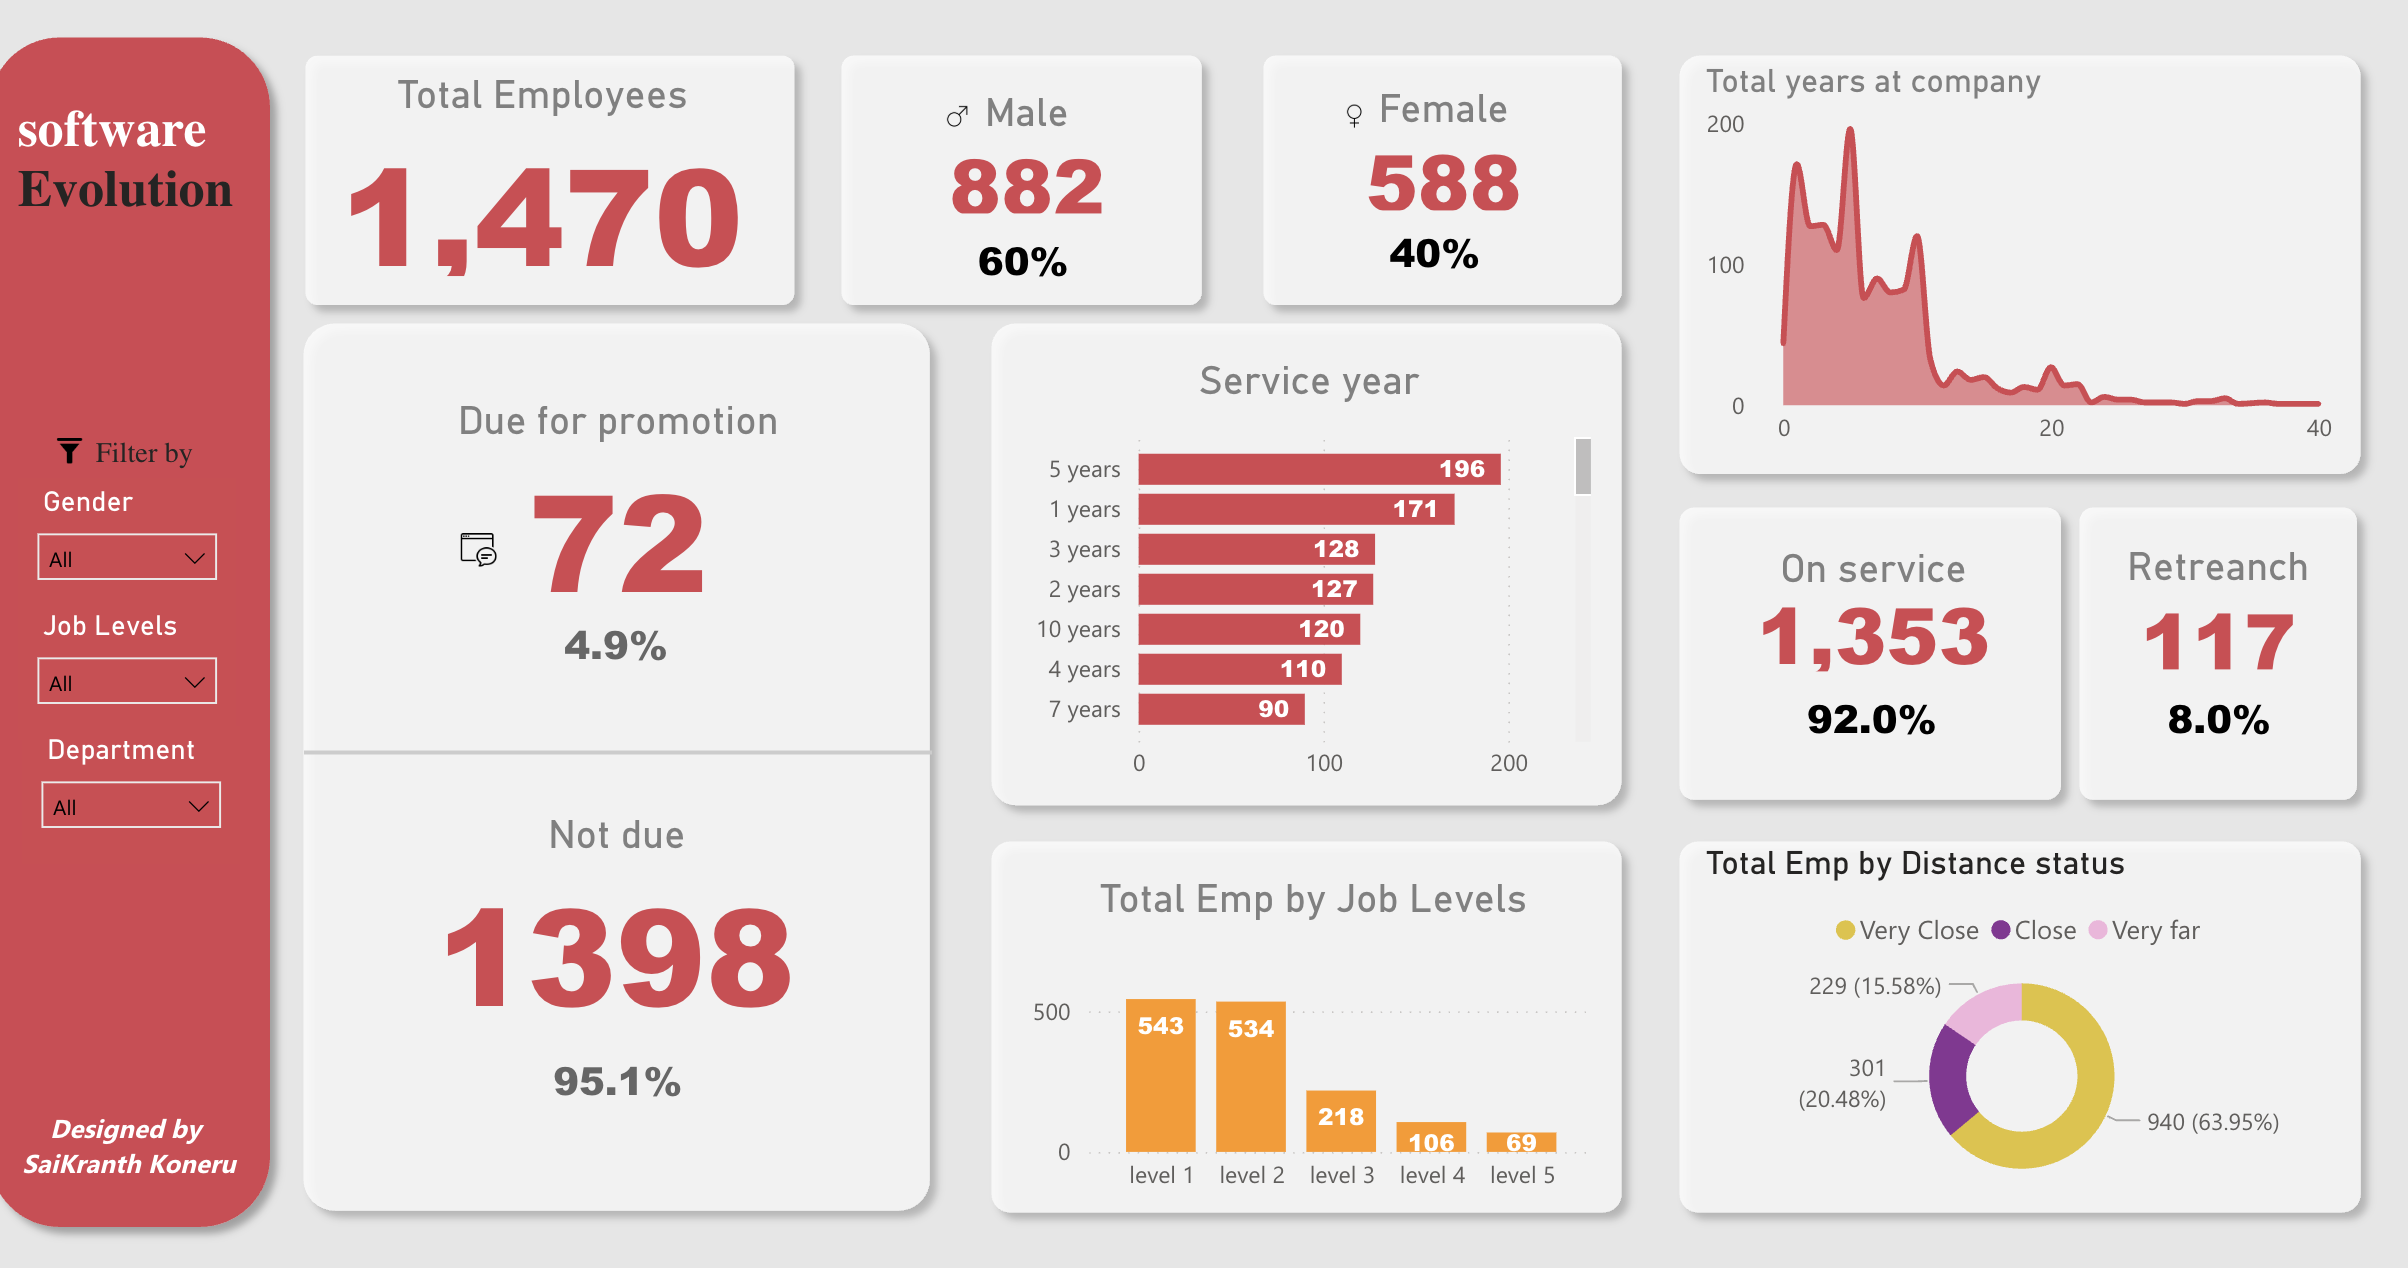 software
Evolution
Filter by
Gender
All
Job Levels
All
Department
All
Designed by
SaiKranth Koneru
Total Employees
1,470
♂ Male
882
60%
♀ Female
588
40%
Due for promotion
72
4.9%
Not due
1398
95.1%
Service year
5 years 196
1 years 171
3 years 128
2 years 127
10 years 120
4 years 110
7 years 90
0 100 200
Total Emp by Job Levels
500
0
543 534 218 106 69
level 1 level 2 level 3 level 4 level 5
Total years at company
200
100
0
0 20 40
On service
1,353
92.0%
Retreanch
117
8.0%
Total Emp by Distance status
Very Close Close Very far
229 (15.58%)
301
(20.48%)
940 (63.95%)